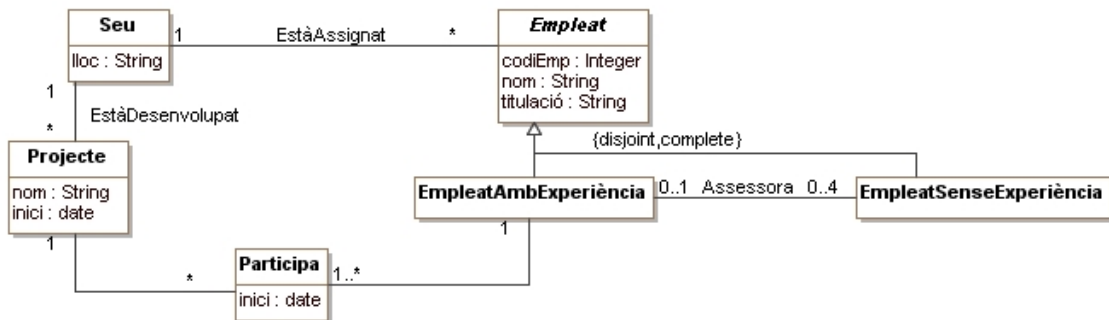 Seu
lloc : String
1
EstàAssignat
*
Empleat
codiEmp : Integer
nom : String
titulació : String
1
EstàDesenvolupat
*
{disjoint,complete}
Projecte
nom : String
inici : date
EmpleatAmbExperiència
0..1 Assessora 0..4
EmpleatSenseExperiència
1
1
*
Participa
inici : date
1..*